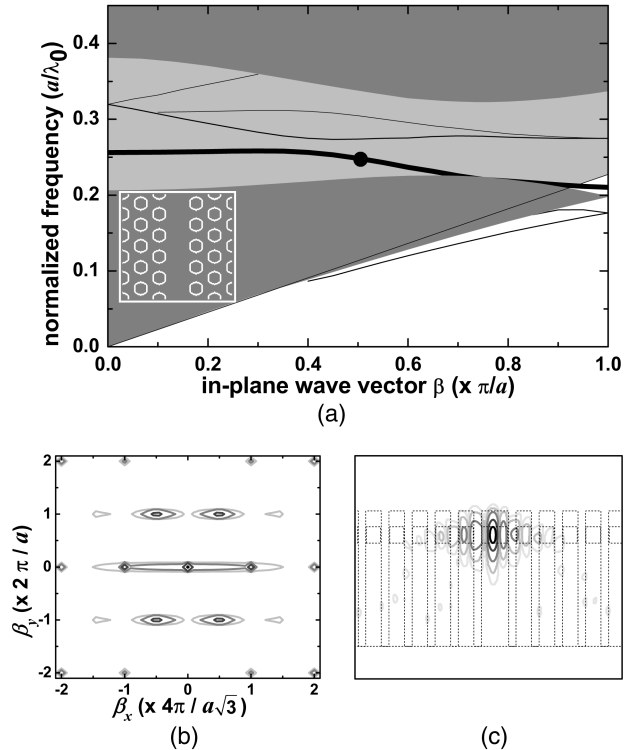 normalized frequency (a/λ0)
0.4
0.3
0.2
0.1
0.0
0.0 0.2 0.4 0.6 0.8 1.0
in-plane wave vector β (x π/a)
(a)
βy (x 2 π / a)
2
1
0
-1
-2
-2 -1 0 1 2
βx (x 4π / a√3)
(b)
(c)